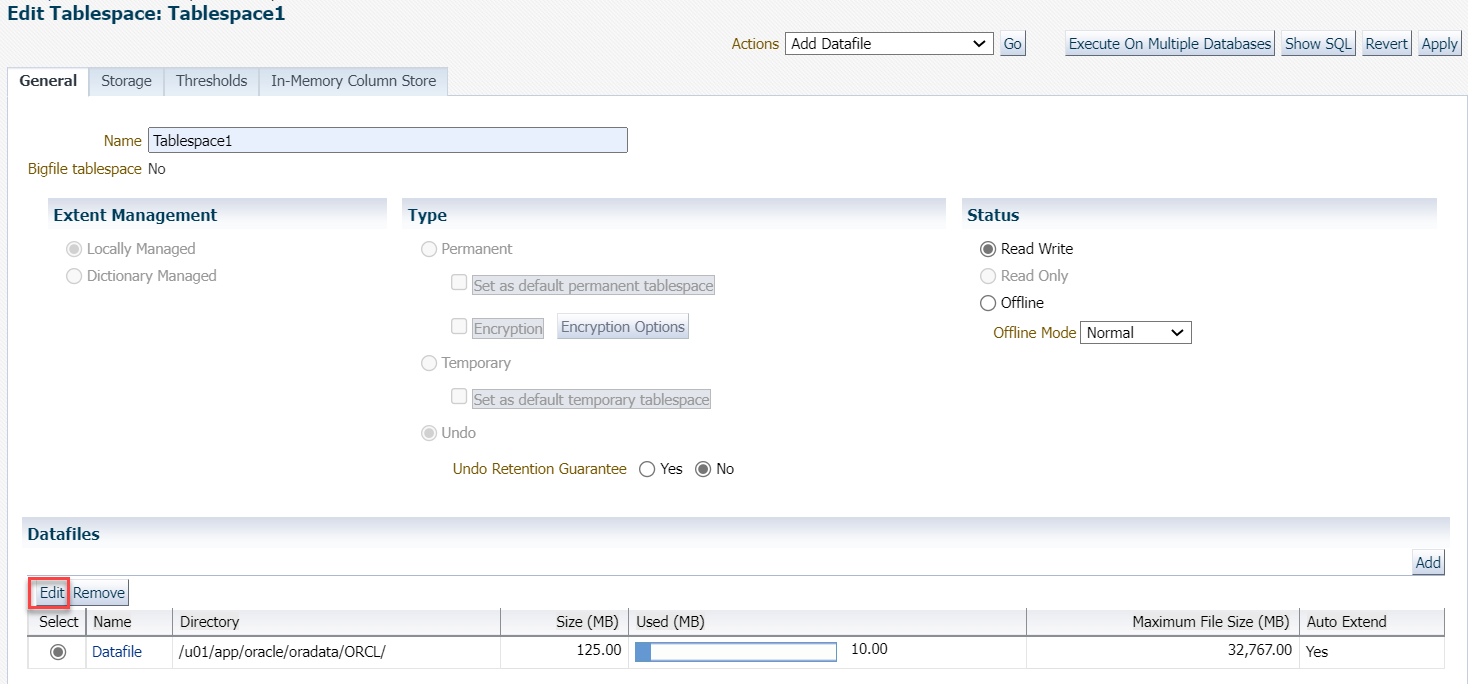 Edit Tablespace: Tablespace1
Actions Add Datafile Go Execute On Multiple Databases Show SQL Revert Apply
General Storage Thresholds In-Memory Column Store
Name Tablespace1
Bigfile tablespace No
Extent Management Type Status
Locally Managed Permanent Read Write
Dictionary Managed Set as default permanent tablespace Read Only
Encryption Encryption Options Offline
Offline Mode Normal
Temporary
Set as default temporary tablespace
Undo
Undo Retention Guarantee Yes No
Datafiles
Add
Edit Remove
Select Name Directory Size (MB) Used (MB) Maximum File Size (MB) Auto Extend
Datafile /u01/app/oracle/oradata/ORCL/ 125.00 10.00 32,767.00 Yes